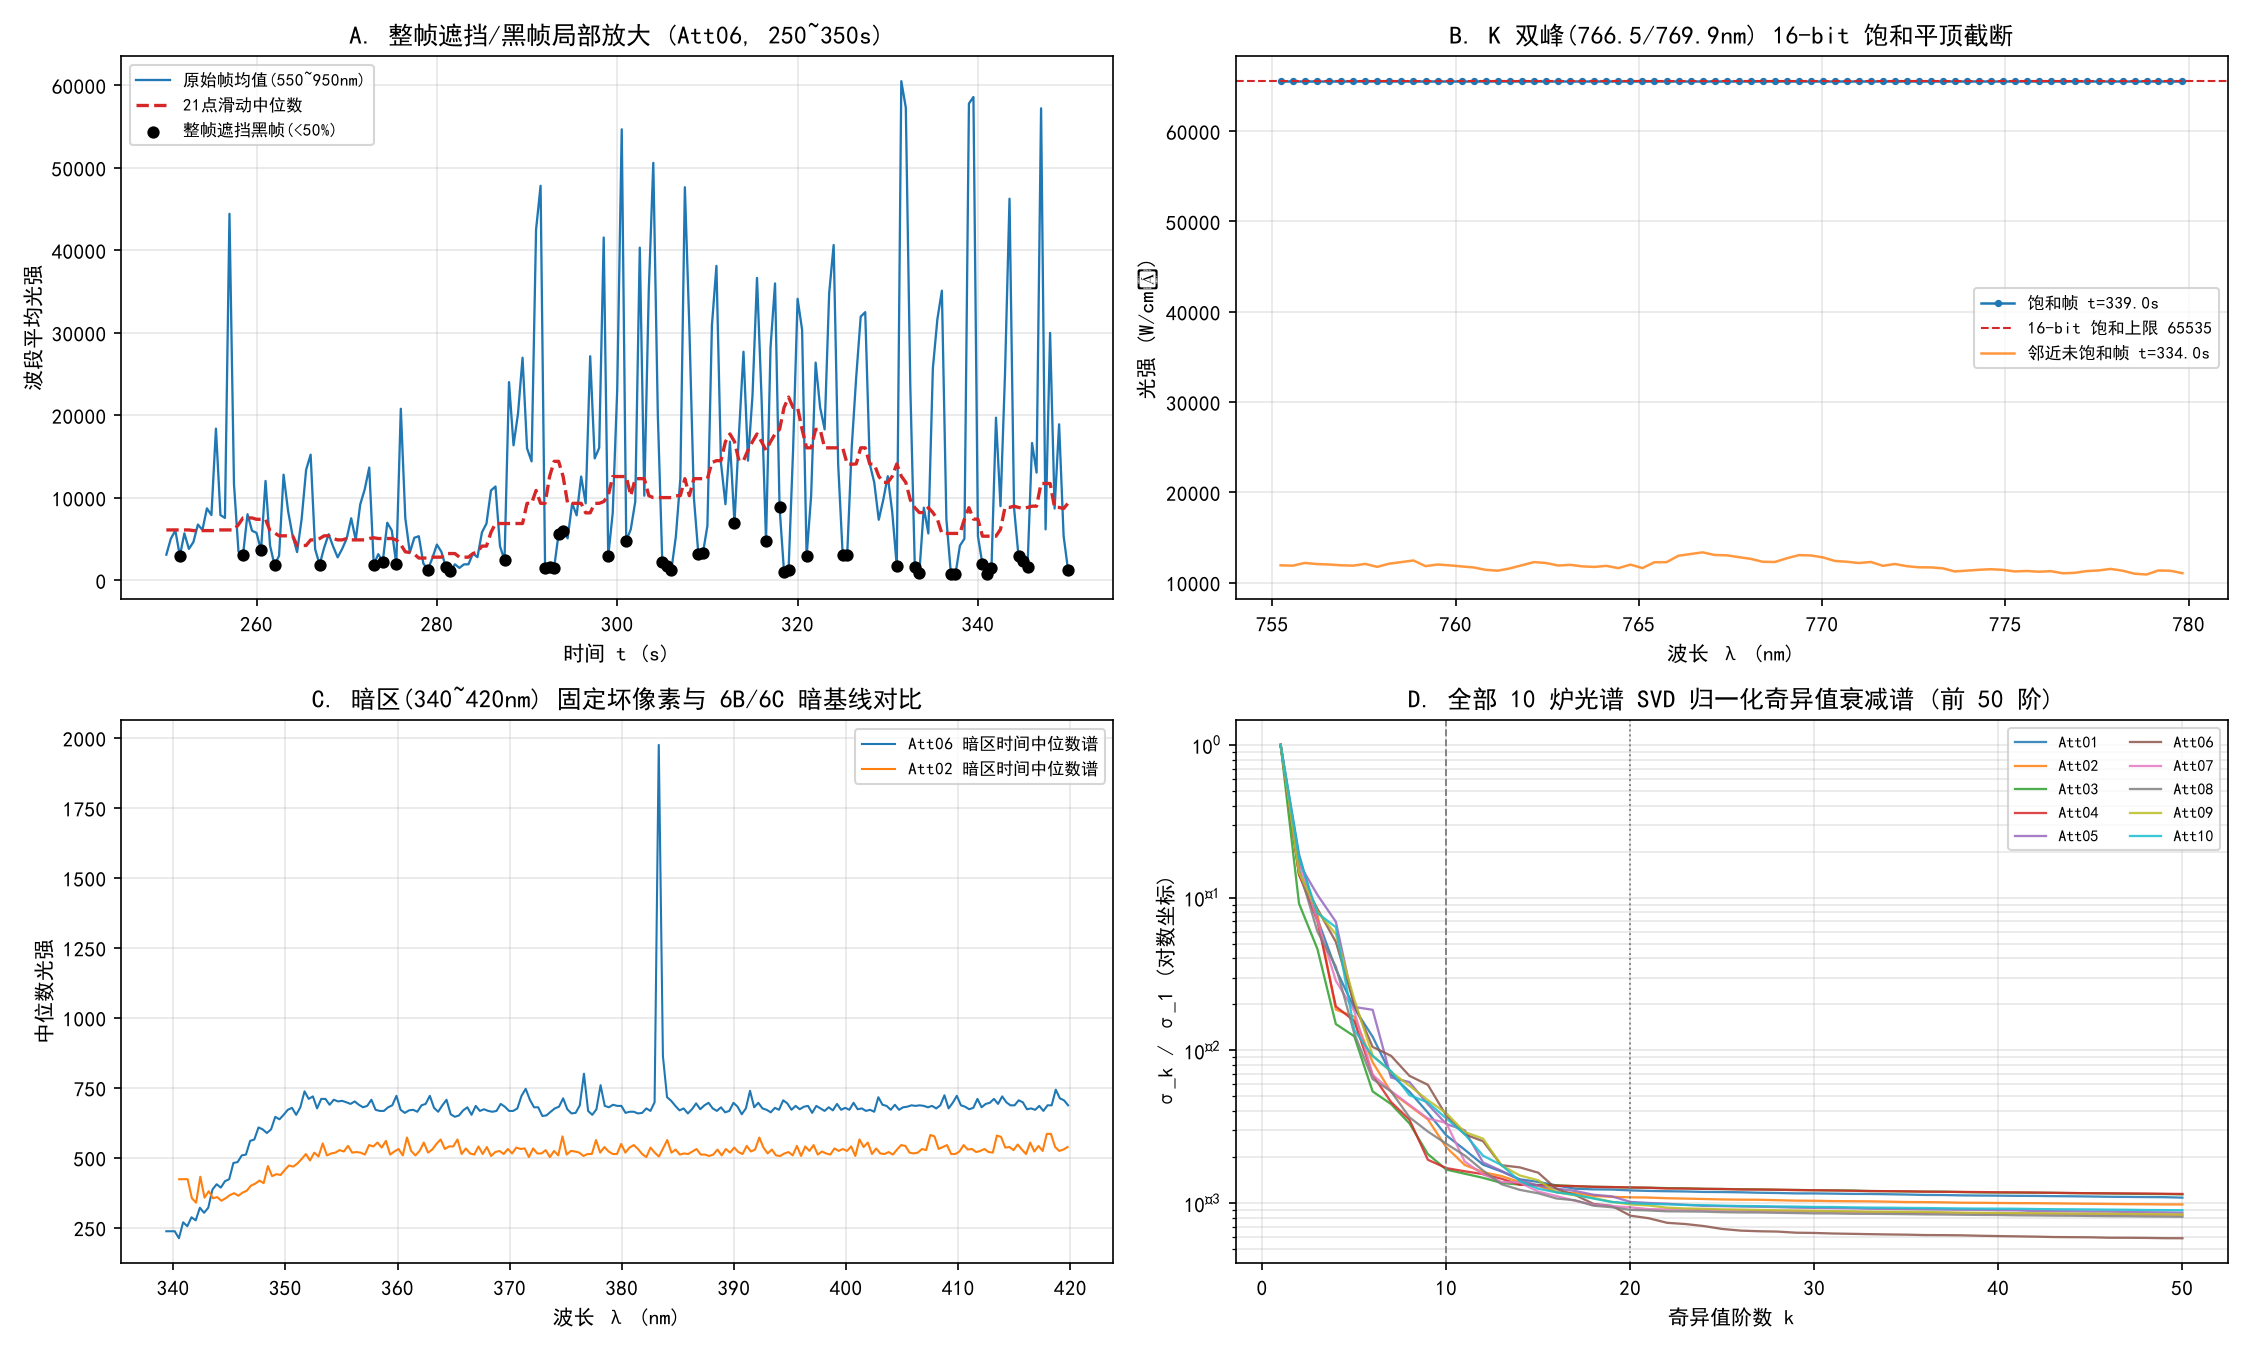 A. 整帧遮挡/黑帧局部放大 (Att06, 250~350s)
原始帧均值(550~950nm)
21点滑动中位数
整帧遮挡黑帧(<50%)
波段平均光强
60000
50000
40000
30000
20000
10000
0
260 280 300 320 340
时间 t (s)
B. K 双峰(766.5/769.9nm) 16-bit 饱和平顶截断
饱和帧 t=339.0s
16-bit 饱和上限 65535
邻近未饱和帧 t=334.0s
光强 (W/cm
60000
50000
40000
30000
20000
10000
755 760 765 770 775 780
波长 λ (nm)
C. 暗区(340~420nm) 固定坏像素与 6B/6C 暗基线对比
Att06 暗区时间中位数谱
Att02 暗区时间中位数谱
中位数光强
2000
1750
1500
1250
1000
750
500
250
340 350 360 370 380 390 400 410 420
波长 λ (nm)
D. 全部 10 炉光谱 SVD 归一化奇异值衰减谱 (前 50 阶)
Att01 Att06
Att02 Att07
Att03 Att08
Att04 Att09
Att05 Att10
σ_k / σ_1 (对数坐标)
10⁰
10¤¹
10¤²
10¤³
0 10 20 30 40 50
奇异值阶数 k